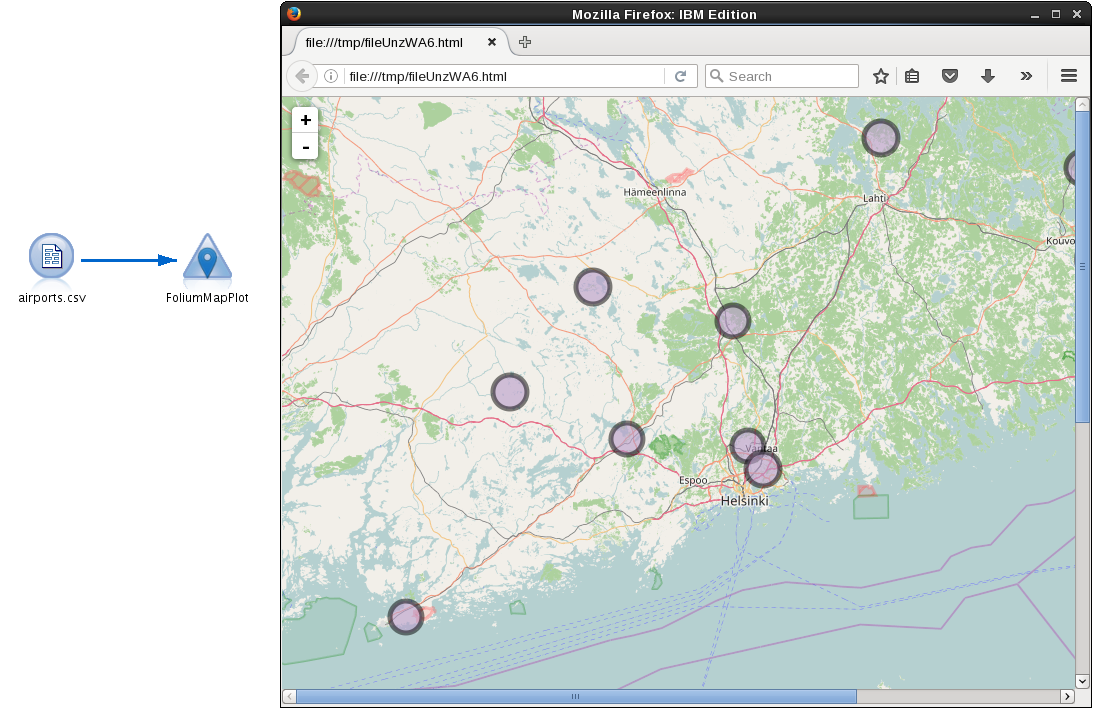 Mozilla Firefox: IBM Edition
file:///tmp/fileUnzWA6.html
file:///tmp/fileUnzWA6.html
Search
+
-
Hämeenlinna
Lahti
Kouvo
airports.csv
FoliumMapPlot
Vantaa
Espoo
Helsinki